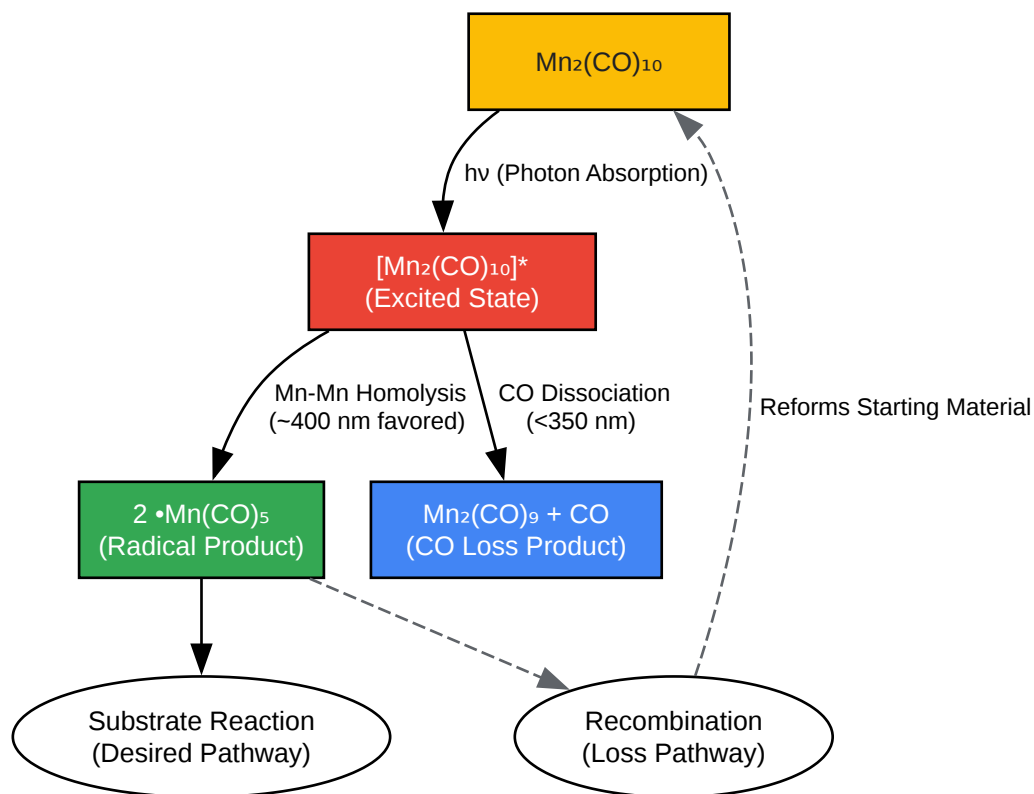 Mn₂(CO)₁₀
hν (Photon Absorption)
[Mn₂(CO)₁₀]*
(Excited State)
Mn-Mn Homolysis
(~400 nm favored)
CO Dissociation
(<350 nm)
Reforms Starting Material
2 •Mn(CO)₅
(Radical Product)
Mn₂(CO)₉ + CO
(CO Loss Product)
Substrate Reaction
(Desired Pathway)
Recombination
(Loss Pathway)